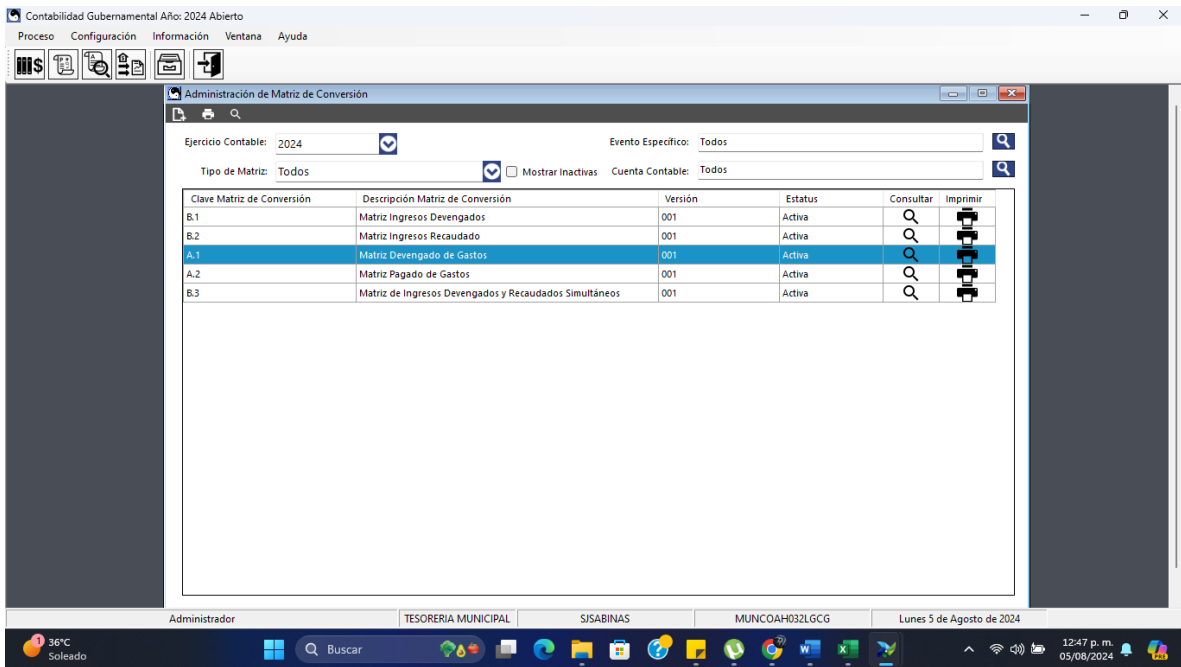 Contabilidad Gubernamental Año: 2024 Abierto
Proceso Configuración Información Ventana Ayuda
Administración de Matriz de Conversión
Ejercicio Contable: 2024 Evento Específico: Todos
Tipo de Matriz: Todos Mostrar Inactivas Cuenta Contable: Todos
Clave Matriz de Conversión Descripción Matriz de Conversión Versión Estatus Consultar Imprimir
B.1 Matriz Ingresos Devengados 001 Activa
B.2 Matriz Ingresos Recaudado 001 Activa
A.1 Matriz Devengado de Gastos 001 Activa
A.2 Matriz Pagado de Gastos 001 Activa
B.3 Matriz de Ingresos Devengados y Recaudados Simultáneos 001 Activa
Administrador TESORERIA MUNICIPAL SJSABINAS MUNCOAH032LGCG Lunes 5 de Agosto de 2024
1 36°C Buscar 12:47 p. m.
Soleado 05/08/2024